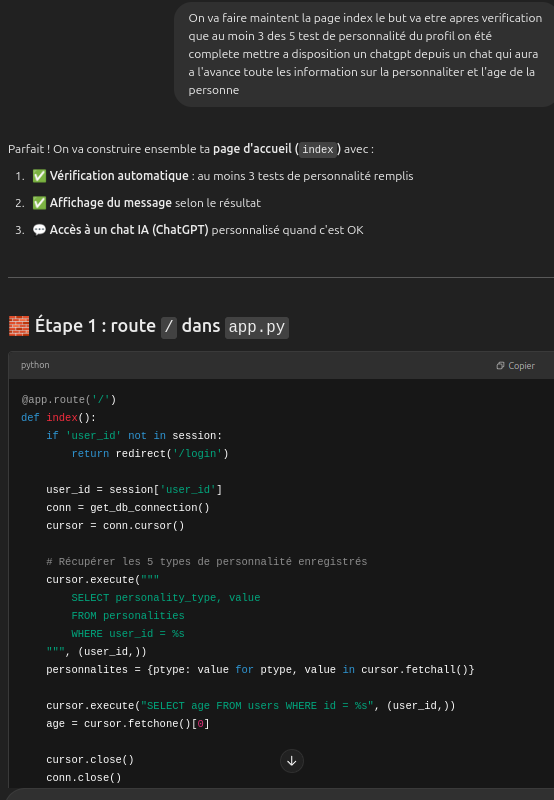 On va faire maintent la page index le but va etre apres verification
que au moin 3 des 5 test de personnalité du profil on été
complete mettre a disposition un chatgpt depuis un chat qui aura
a l'avance toute les information sur la personnaliter et l'age de la
personne
Parfait ! On va construire ensemble ta page d'accueil (index) avec :
1. ✅ Vérification automatique : au moins 3 tests de personnalité remplis
2. ✅ Affichage du message selon le résultat
3. 💬 Accès à un chat IA (ChatGPT) personnalisé quand c'est OK
🧱 Étape 1 : route / dans app.py
python
Copier
@app.route('/')
def index():
    if 'user_id' not in session:
        return redirect('/login')
    user_id = session['user_id']
    conn = get_db_connection()
    cursor = conn.cursor()
    # Récupérer les 5 types de personnalité enregistrés
    cursor.execute("""
        SELECT personality_type, value
        FROM personalities
        WHERE user_id = %s
    """, (user_id,))
    personnalites = {ptype: value for ptype, value in cursor.fetchall()}
    cursor.execute("SELECT age FROM users WHERE id = %s", (user_id,))
    age = cursor.fetchone()[0]
    cursor.close()
    conn.close()